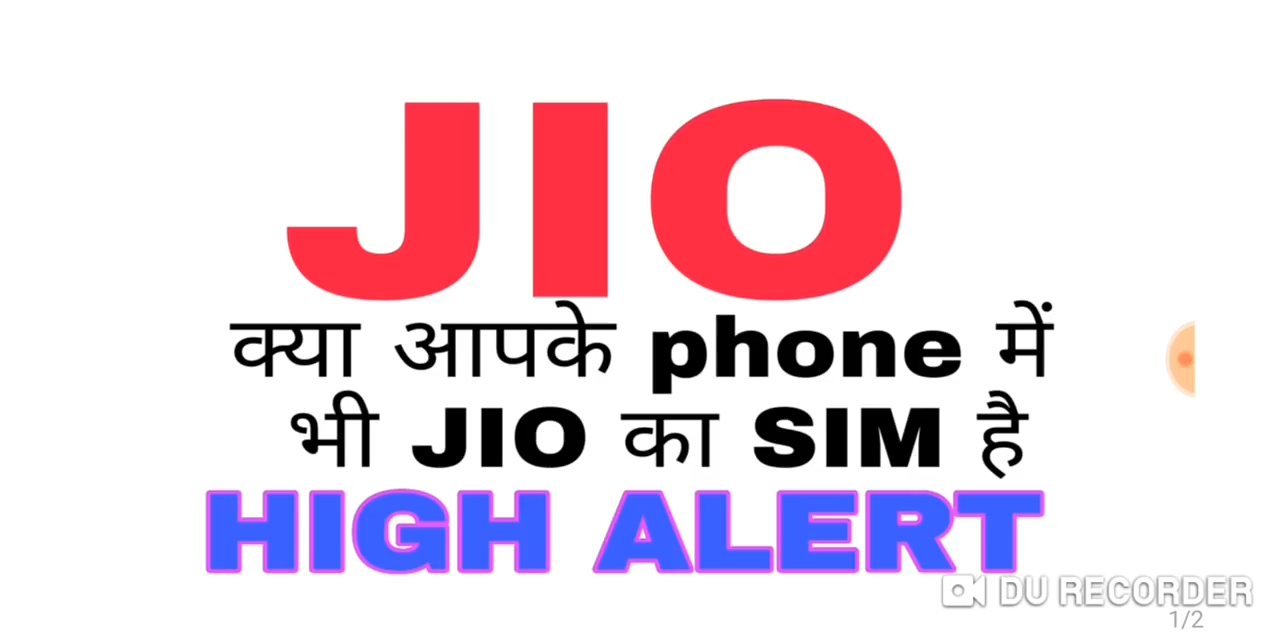 JIO
क्या आपके phone में
भी JIO का SIM है
HIGH ALERT
DU RECORDER
1/2